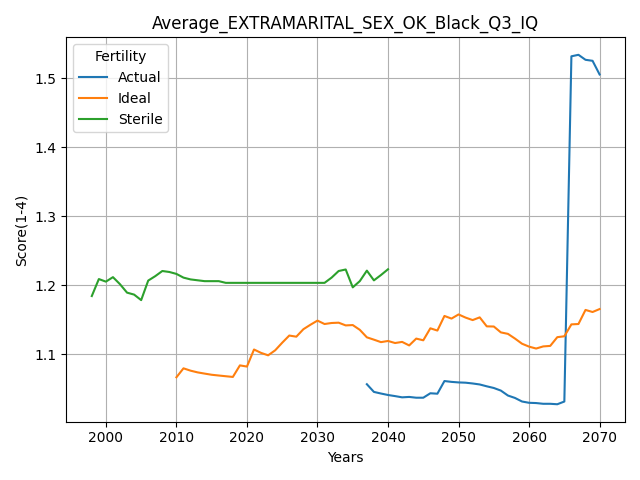 Average_EXTRAMARITAL_SEX_OK_Black_Q3_IQ
Fertility
Actual
Ideal
Sterile
1.5
1.4
1.3
1.2
1.1
Score(1-4)
2000 2010 2020 2030 2040 2050 2060 2070
Years